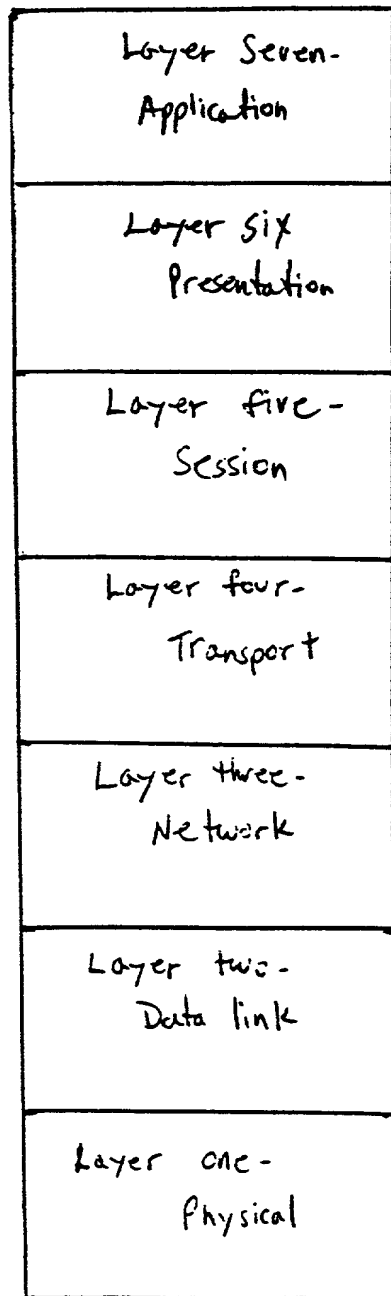 Layer Seven-
Application
Layer six
Presentation
Layer five-
Session
Layer four-
Transport
Layer three-
Network
Layer two-
Data link
Layer one-
Physical